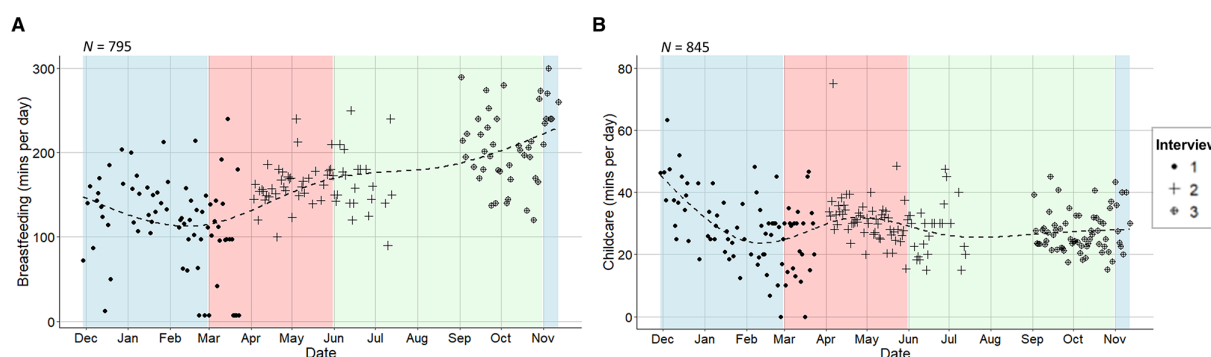 A
N = 795
Breastfeeding (mins per day)
300
200
100
0
Dec Jan Feb Mar Apr May Jun Jul Aug Sep Oct Nov
Date
B
N = 845
Childcare (mins per day)
80
60
40
20
0
Dec Jan Feb Mar Apr May Jun Jul Aug Sep Oct Nov
Date
Interview
1
2
3